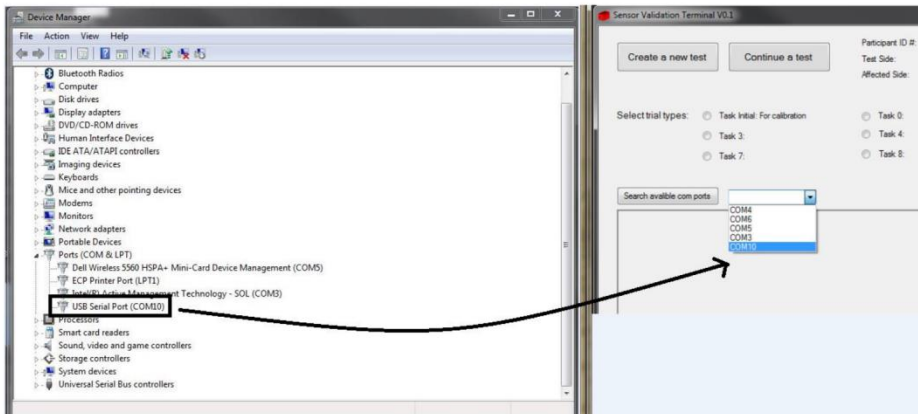 Device Manager
File Action View Help
Bluetooth Radios
Computer
Disk drives
Display adapters
DVD/CD-ROM drives
Human Interface Devices
IDE ATA/ATAPI controllers
Imaging devices
Keyboards
Mice and other pointing devices
Modems
Monitors
Network adapters
Portable Devices
Ports (COM & LPT)
Dell Wireless 5560 HSPA+ Mini-Card Device Management (COM5)
ECP Printer Port (LPT1)
Intel(R) Active Management Technology - SOL (COM3)
USB Serial Port (COM10)
Processors
Smart card readers
Sound, video and game controllers
Storage controllers
System devices
Universal Serial Bus controllers
Sensor Validation Terminal V0.1
Create a new test
Continue a test
Participant ID #:
Test Side:
Affected Side:
Select trial types:
Task Initial: For calibration
Task 0:
Task 3:
Task 4:
Task 7:
Task 8:
Search avalible com ports
COM4
COM6
COM5
COM3
COM10